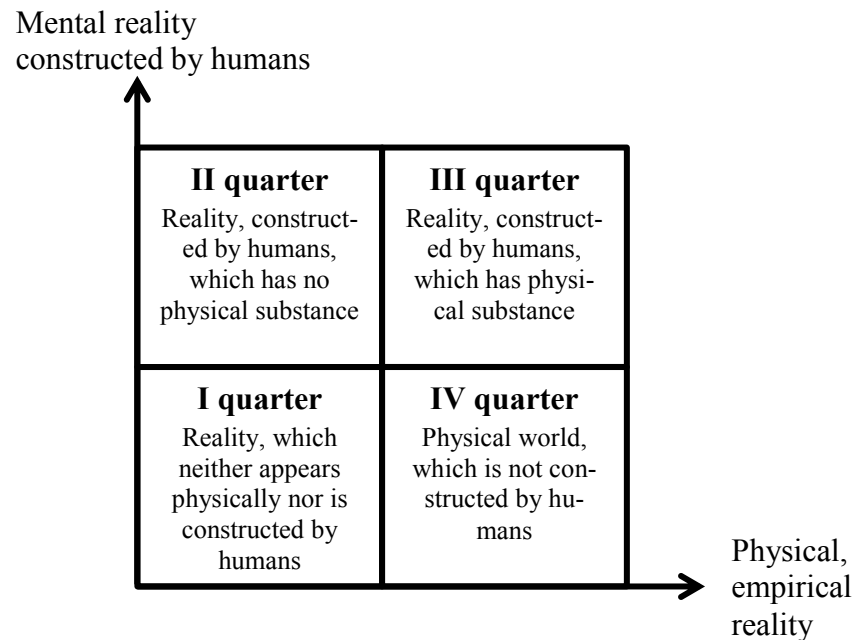 Mental reality
constructed by humans
II quarter
Reality, construct-
ed by humans,
which has no
physical substance
III quarter
Reality, construct-
ed by humans,
which has physi-
cal substance
I quarter
Reality, which
neither appears
physically nor is
constructed by
humans
IV quarter
Physical world,
which is not con-
structed by hu-
mans
Physical,
empirical
reality